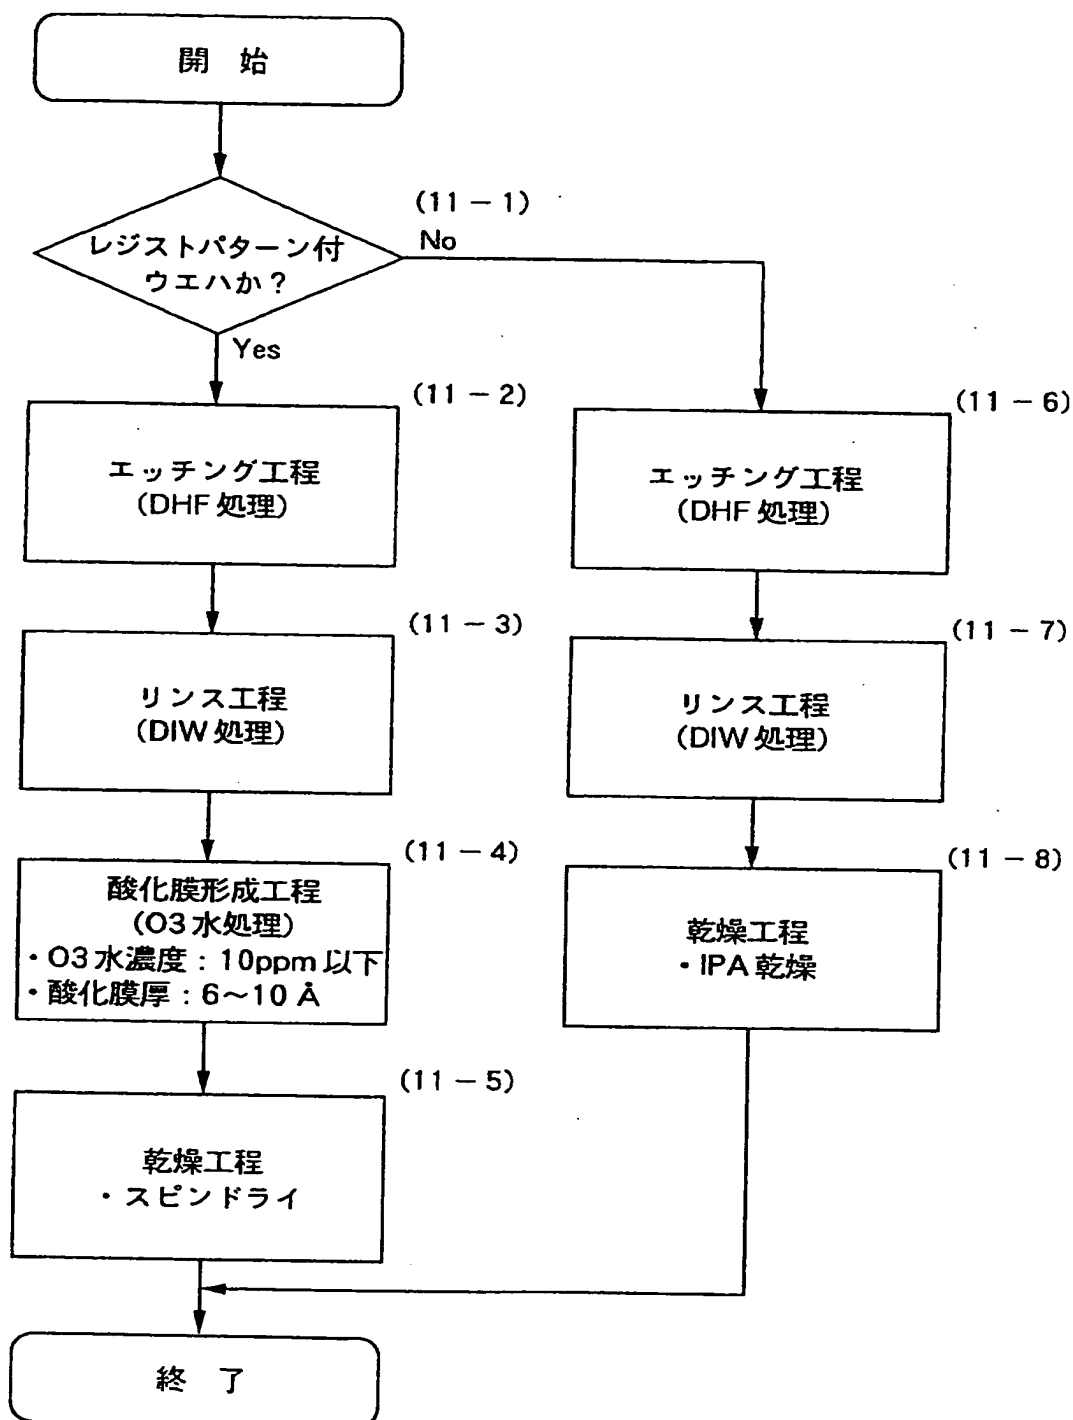 開 始
(11 - 1)
レジストパターン付
ウエハか？
No
Yes
(11 - 2)
エッチング工程
(DHF 処理)
(11 - 3)
リンス工程
(DIW 処理)
(11 - 4)
酸化膜形成工程
(O3 水処理)
・O3 水濃度：10ppm 以下
・酸化膜厚：6～10 Å
(11 - 5)
乾燥工程
・スピンドライ
(11 - 6)
エッチング工程
(DHF 処理)
(11 - 7)
リンス工程
(DIW 処理)
(11 - 8)
乾燥工程
・IPA 乾燥
終 了